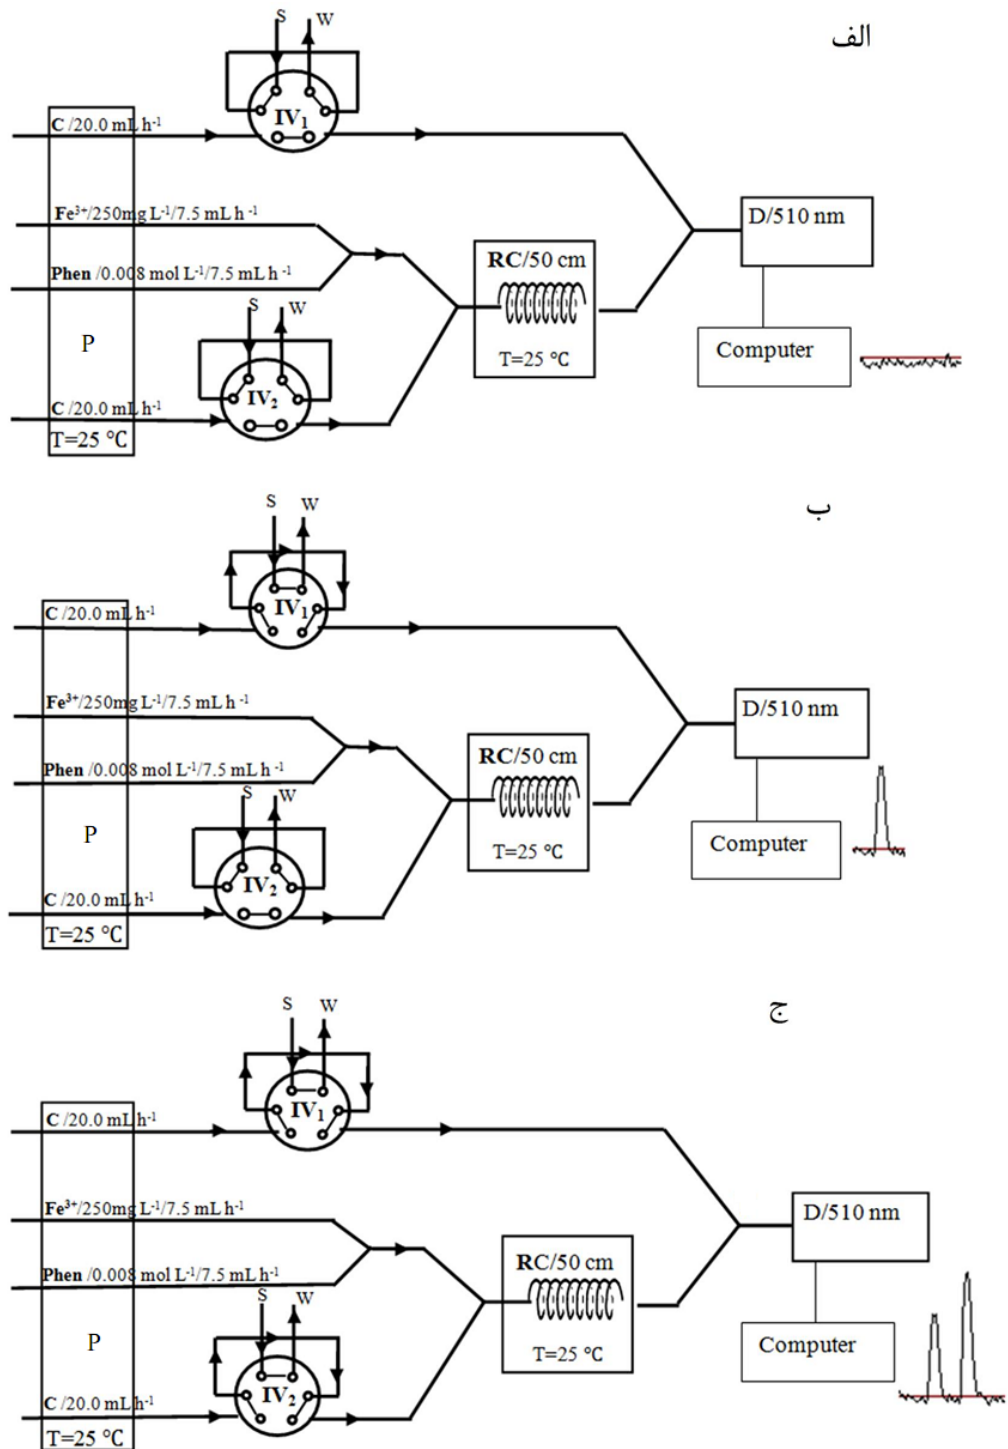 الف
S W
IV₁
C /20.0 mL h⁻¹
Fe³⁺/250mg L⁻¹/7.5 mL h⁻¹
D/510 nm
Phen /0.008 mol L⁻¹/7.5 mL h⁻¹
RC/50 cm
T=25 °C
S W
P
Computer
IV₂
C /20.0 mL h⁻¹
T=25 °C
ب
S W
IV₁
C /20.0 mL h⁻¹
Fe³⁺/250mg L⁻¹/7.5 mL h⁻¹
D/510 nm
Phen /0.008 mol L⁻¹/7.5 mL h⁻¹
RC/50 cm
T=25 °C
S W
P
Computer
IV₂
C /20.0 mL h⁻¹
T=25 °C
ج
S W
IV₁
C /20.0 mL h⁻¹
Fe³⁺/250mg L⁻¹/7.5 mL h⁻¹
D/510 nm
Phen /0.008 mol L⁻¹/7.5 mL h⁻¹
RC/50 cm
T=25 °C
S W
P
Computer
IV₂
C /20.0 mL h⁻¹
T=25 °C